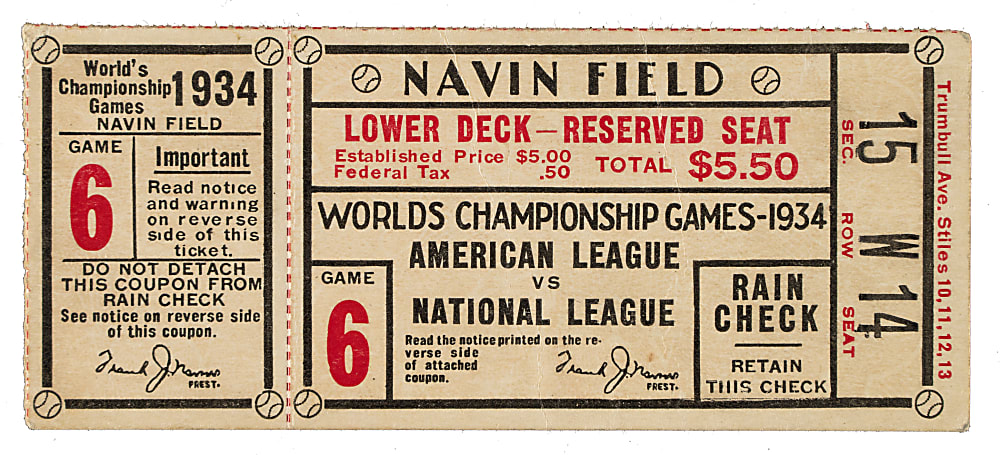 World's
Championship
Games
1934
NAVIN FIELD
GAME
6
Important
Read notice
and warning
on reverse
side of this
ticket.
DO NOT DETACH
THIS COUPON FROM
RAIN CHECK
See notice on reverse side
of this coupon.
Frank J. Navin
PREST.
NAVIN FIELD
LOWER DECK—RESERVED SEAT
Established Price $5.00
Federal Tax .50
TOTAL $5.50
WORLDS CHAMPIONSHIP GAMES-1934
AMERICAN LEAGUE
VS
NATIONAL LEAGUE
GAME
6
Read the notice printed on the re-
verse side
of attached
coupon.
Frank J. Navin
PREST.
RAIN
CHECK
RETAIN
THIS CHECK
SEC. 15
ROW W
SEAT 14
Trumbull Ave. Stiles 10, 11, 12, 13